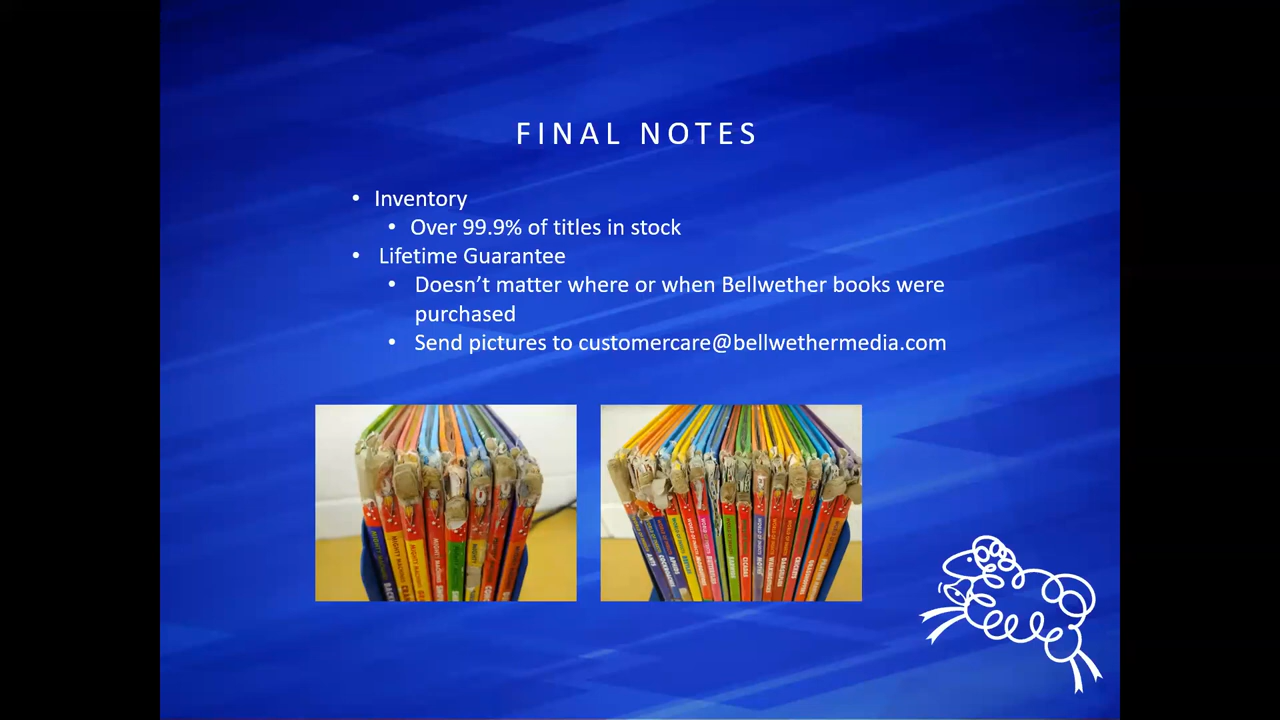 FINAL NOTES
• Inventory
• Over 99.9% of titles in stock
• Lifetime Guarantee
• Doesn’t matter where or when Bellwether books were
purchased
• Send pictures to customercare@bellwethermedia.com